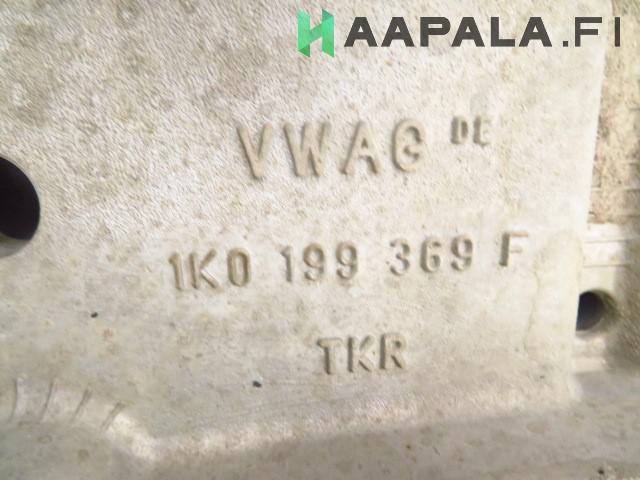 HAAPALA.FI
VWAG DE
1K0 199 369 F
TKR